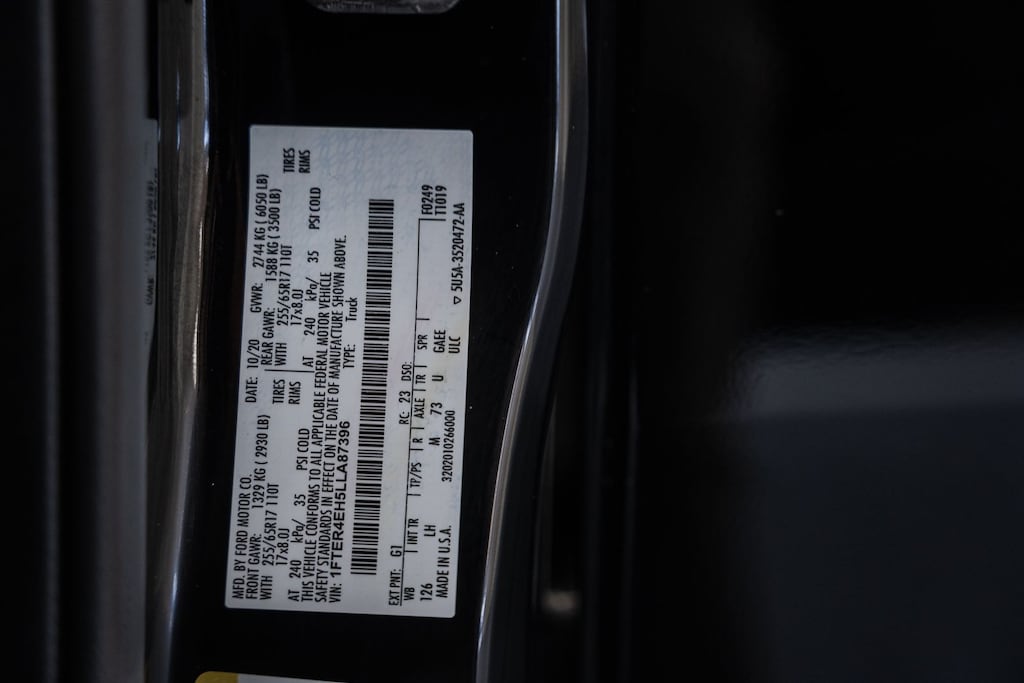 MFD. BY FORD MOTOR CO.
DATE: 10/20 GVWR: 2744 KG ( 6050 LB)
FRONT GAWR: 1329 KG ( 2930 LB)
REAR GAWR: 1588 KG ( 3500 LB)
WITH 255/65R17 110T TIRES
WITH 255/65R17 110T TIRES
17x8.0J RIMS
17x8.0J RIMS
AT 240 kPa/ 35 PSI COLD
AT 240 kPa/ 35 PSI COLD
THIS VEHICLE CONFORMS TO ALL APPLICABLE FEDERAL MOTOR VEHICLE
SAFETY STANDARDS IN EFFECT ON THE DATE OF MANUFACTURE SHOWN ABOVE.
VIN: 1FTER4EH5LLA87396 TYPE: Truck
EXT PNT: G1 RC: 23 DSO: F0249
WB INT TR TP/PS R AXLE TR SPR T1019
126 LH M 73 U GAEE
MADE IN U.S.A. 3202010266000 ULC ▽ 5U5A-3520472-AA